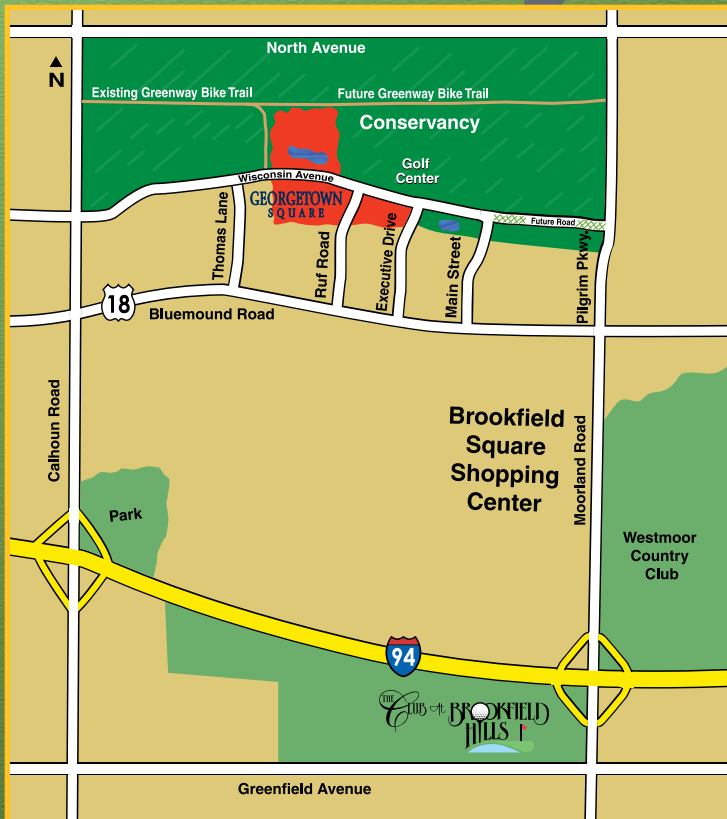 North Avenue
N
Existing Greenway Bike Trail
Future Greenway Bike Trail
Conservancy
Golf
Center
Wisconsin Avenue
GEORGETOWN
SQUARE
Future Road
Thomas Lane
Ruf Road
Executive Drive
Main Street
Pilgrim Pkwy.
18
Bluemound Road
Calhoun Road
Brookfield
Square
Shopping
Center
Moorland Road
Park
Westmoor
Country
Club
94
THE
CLUB At BROOKFIELD
HILLS
Greenfield Avenue